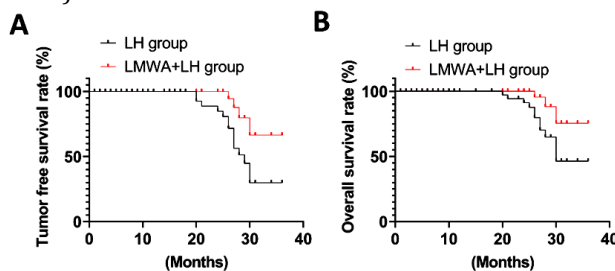 A
LH group
LMWA+LH group
Tumor free survival rate (%)
100
50
0
0 10 20 30 40
(Months)
B
LH group
LMWA+LH group
Overall survival rate (%)
100
50
0
0 10 20 30 40
(Months)